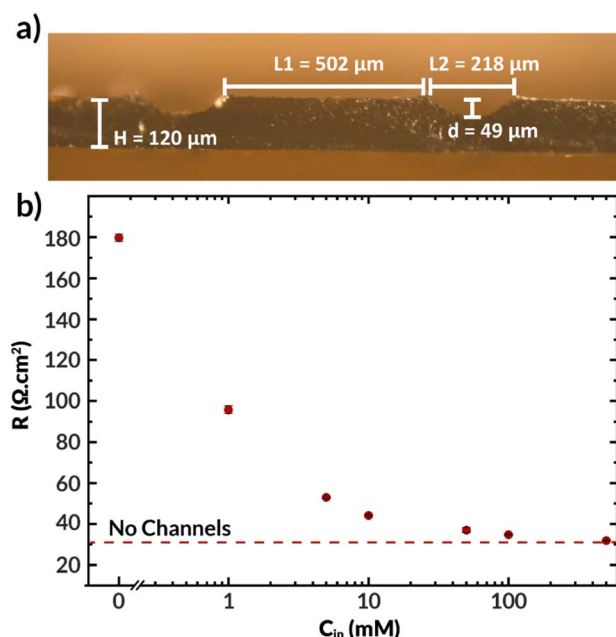 a)
L1 = 502 µm
L2 = 218 µm
H = 120 µm
d = 49 µm
b)
R (Ω.cm²)
180
160
140
120
100
80
60
40
20
No Channels
0
1
10
100
C_in (mM)